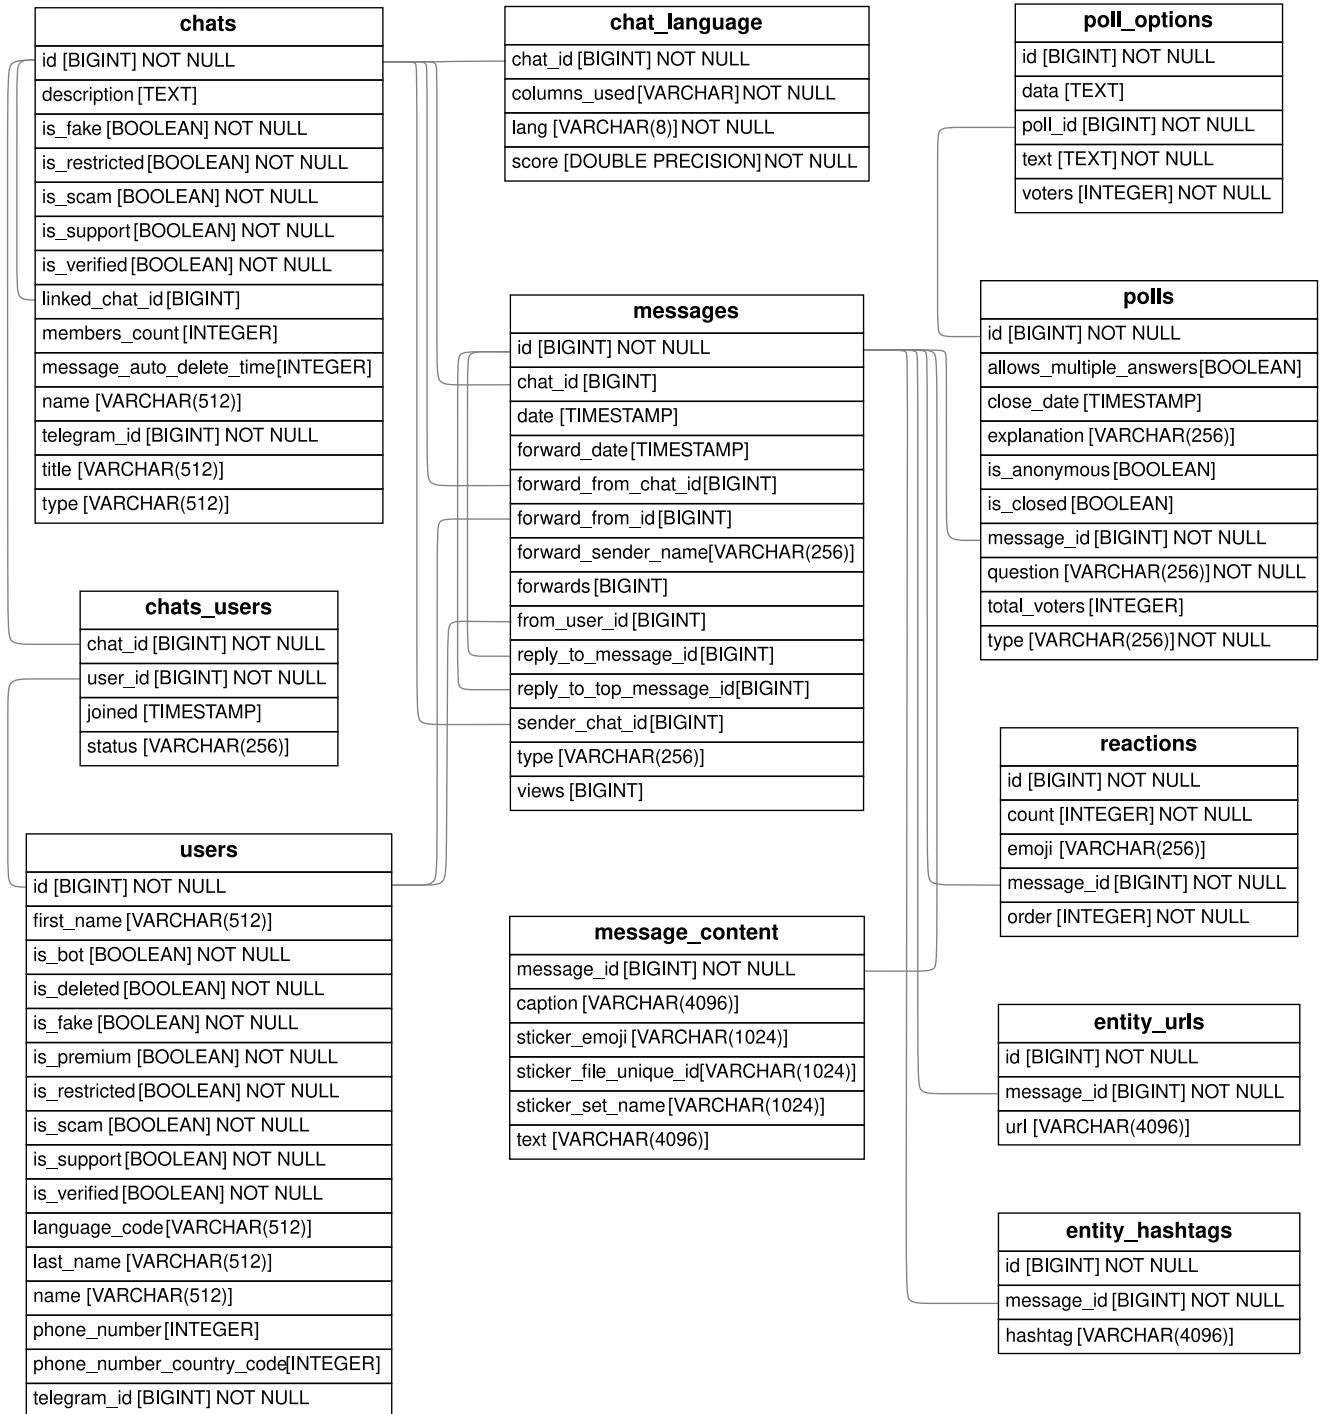 chats
id [BIGINT] NOT NULL
description [TEXT]
is_fake [BOOLEAN] NOT NULL
is_restricted [BOOLEAN] NOT NULL
is_scam [BOOLEAN] NOT NULL
is_support [BOOLEAN] NOT NULL
is_verified [BOOLEAN] NOT NULL
linked_chat_id [BIGINT]
members_count [INTEGER]
message_auto_delete_time [INTEGER]
name [VARCHAR(512)]
telegram_id [BIGINT] NOT NULL
title [VARCHAR(512)]
type [VARCHAR(512)]
chats_users
chat_id [BIGINT] NOT NULL
user_id [BIGINT] NOT NULL
joined [TIMESTAMP]
status [VARCHAR(256)]
users
id [BIGINT] NOT NULL
first_name [VARCHAR(512)]
is_bot [BOOLEAN] NOT NULL
is_deleted [BOOLEAN] NOT NULL
is_fake [BOOLEAN] NOT NULL
is_premium [BOOLEAN] NOT NULL
is_restricted [BOOLEAN] NOT NULL
is_scam [BOOLEAN] NOT NULL
is_support [BOOLEAN] NOT NULL
is_verified [BOOLEAN] NOT NULL
language_code [VARCHAR(512)]
last_name [VARCHAR(512)]
name [VARCHAR(512)]
phone_number [INTEGER]
phone_number_country_code [INTEGER]
telegram_id [BIGINT] NOT NULL
chat_language
chat_id [BIGINT] NOT NULL
columns_used [VARCHAR] NOT NULL
lang [VARCHAR(8)] NOT NULL
score [DOUBLE PRECISION] NOT NULL
messages
id [BIGINT] NOT NULL
chat_id [BIGINT]
date [TIMESTAMP]
forward_date [TIMESTAMP]
forward_from_chat_id [BIGINT]
forward_from_id [BIGINT]
forward_sender_name [VARCHAR(256)]
forwards [BIGINT]
from_user_id [BIGINT]
reply_to_message_id [BIGINT]
reply_to_top_message_id [BIGINT]
sender_chat_id [BIGINT]
type [VARCHAR(256)]
views [BIGINT]
message_content
message_id [BIGINT] NOT NULL
caption [VARCHAR(4096)]
sticker_emoji [VARCHAR(1024)]
sticker_file_unique_id [VARCHAR(1024)]
sticker_set_name [VARCHAR(1024)]
text [VARCHAR(4096)]
poll_options
id [BIGINT] NOT NULL
data [TEXT]
poll_id [BIGINT] NOT NULL
text [TEXT] NOT NULL
voters [INTEGER] NOT NULL
polls
id [BIGINT] NOT NULL
allows_multiple_answers [BOOLEAN]
close_date [TIMESTAMP]
explanation [VARCHAR(256)]
is_anonymous [BOOLEAN]
is_closed [BOOLEAN]
message_id [BIGINT] NOT NULL
question [VARCHAR(256)] NOT NULL
total_voters [INTEGER]
type [VARCHAR(256)] NOT NULL
reactions
id [BIGINT] NOT NULL
count [INTEGER] NOT NULL
emoji [VARCHAR(256)]
message_id [BIGINT] NOT NULL
order [INTEGER] NOT NULL
entity_urls
id [BIGINT] NOT NULL
message_id [BIGINT] NOT NULL
url [VARCHAR(4096)]
entity_hashtags
id [BIGINT] NOT NULL
message_id [BIGINT] NOT NULL
hashtag [VARCHAR(4096)]